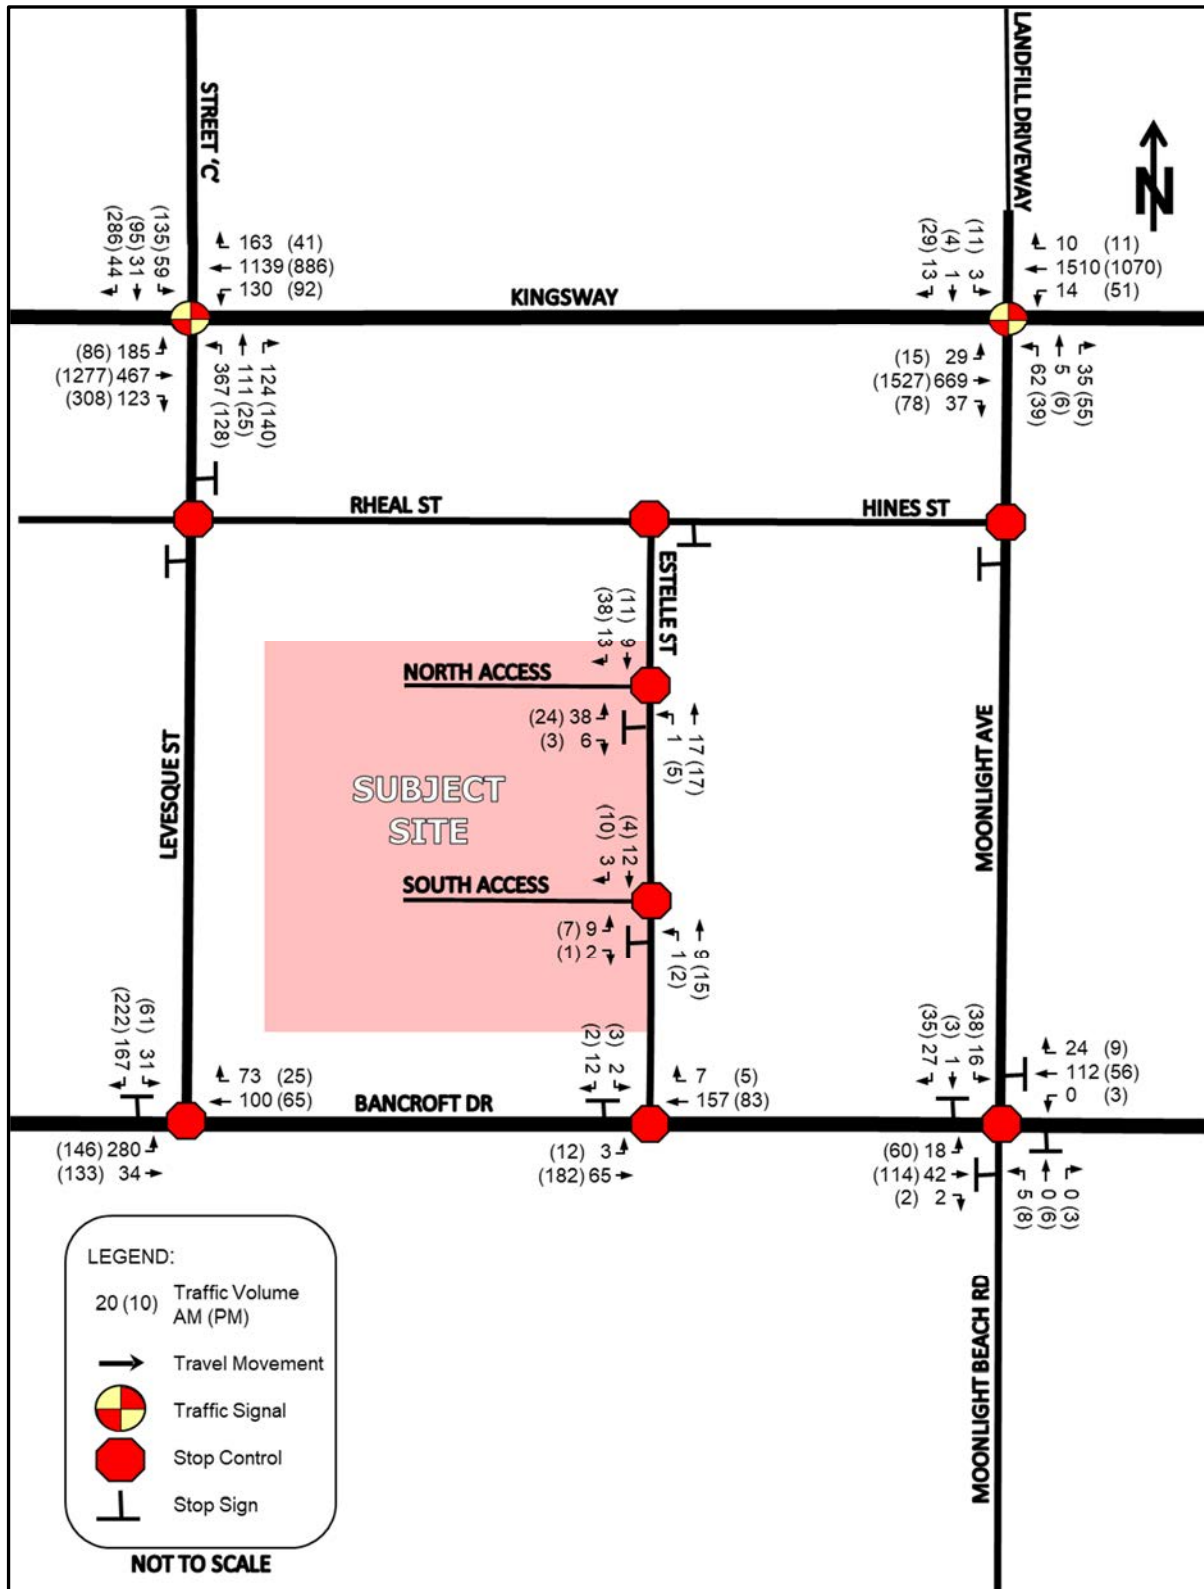 STREET 'C'
LANDFILL DRIVEWAY
N
(286) 44
(95) 31
(135) 59
163 (41)
1139 (886)
130 (92)
(29) 13
(4) 1
(11) 3
10 (11)
1510 (1070)
14 (51)
KINGSWAY
(86) 185
(1277) 467
(308) 123
367 (128)
111 (25)
124 (140)
(15) 29
(1527) 669
(78) 37
62 (39)
5 (6)
35 (55)
RHEAL ST
HINES ST
ESTELLE ST
(38) 13
(11) 9
NORTH ACCESS
(24) 38
(3) 6
1 (5)
17 (17)
LEVESQUE ST
SUBJECT
SITE
MOONLIGHT AVE
(10) 3
(4) 12
SOUTH ACCESS
(7) 9
(1) 2
1 (2)
9 (15)
(222) 167
(61) 31
73 (25)
100 (65)
BANCROFT DR
(2) 12
(3) 2
7 (5)
157 (83)
(35) 27
(3) 1
(38) 16
24 (9)
112 (56)
0 (3)
(146) 280
(133) 34
(12) 3
(182) 65
(60) 18
(114) 42
(2) 2
5 (8)
0 (6)
0 (3)
MOONLIGHT BEACH RD
LEGEND:
20 (10) Traffic Volume
AM (PM)
Travel Movement
Traffic Signal
Stop Control
Stop Sign
NOT TO SCALE